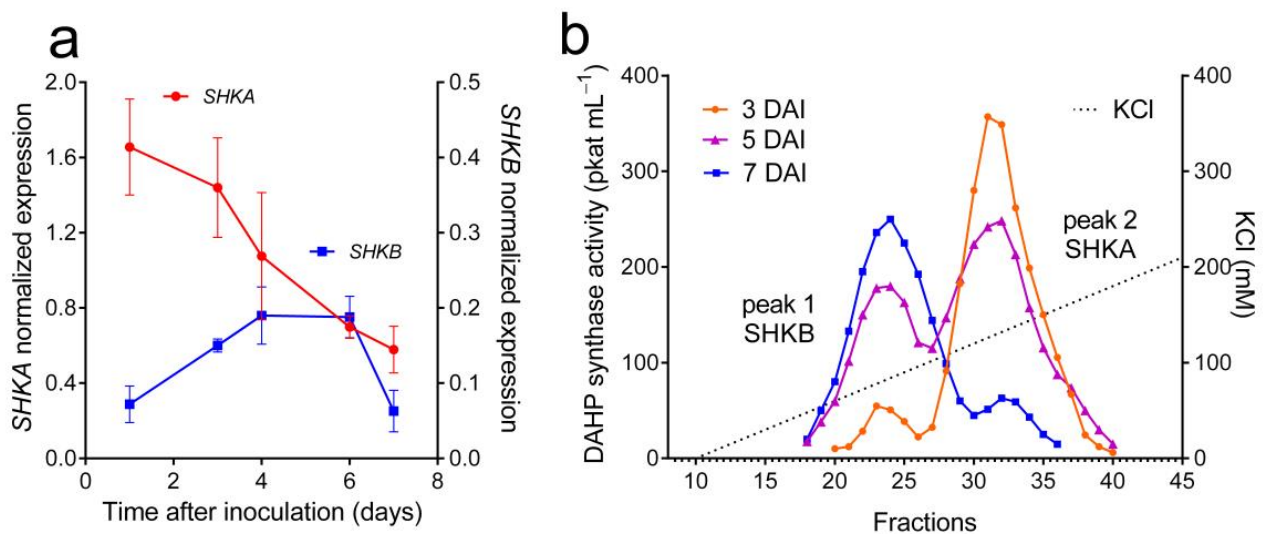 a
2.0
1.6
1.2
0.8
0.4
0.0
SHKA normalized expression
0.5
0.4
0.3
0.2
0.1
0.0
SHKB normalized expression
SHKA
SHKB
0 2 4 6 8
Time after inoculation (days)
b
400
300
200
100
0
DAHP synthase activity (pkat mL⁻¹)
3 DAI
5 DAI
7 DAI
KCl
peak 1
SHKB
peak 2
SHKA
400
300
200
100
0
KCl (mM)
10 15 20 25 30 35 40 45
Fractions